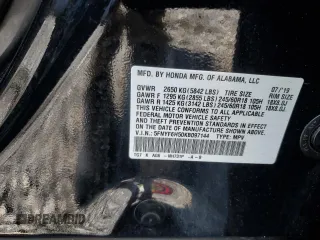 MFD. BY HONDA MFG. OF ALABAMA, LLC 07/19
GVWR 2650 KG(5842 LBS) TIRE SIZE RIM SIZE
GAWR F 1295 KG(2855 LBS) 245/60R18 105H 18X8.0J
GAWR R 1425 KG(3142 LBS) 245/60R18 105H 18X8.0J
THIS VEHICLE CONFORMS TO ALL APPLICABLE
FEDERAL MOTOR VEHICLE SAFETY AND
THEFT PREVENTION STANDARDS IN EFFECT ON
THE DATE OF MANUFACTURE SHOWN ABOVE.
V.I.N.: 5FNYF6H50KB097144
TYPE: MPV
AUTOBIDMASTER